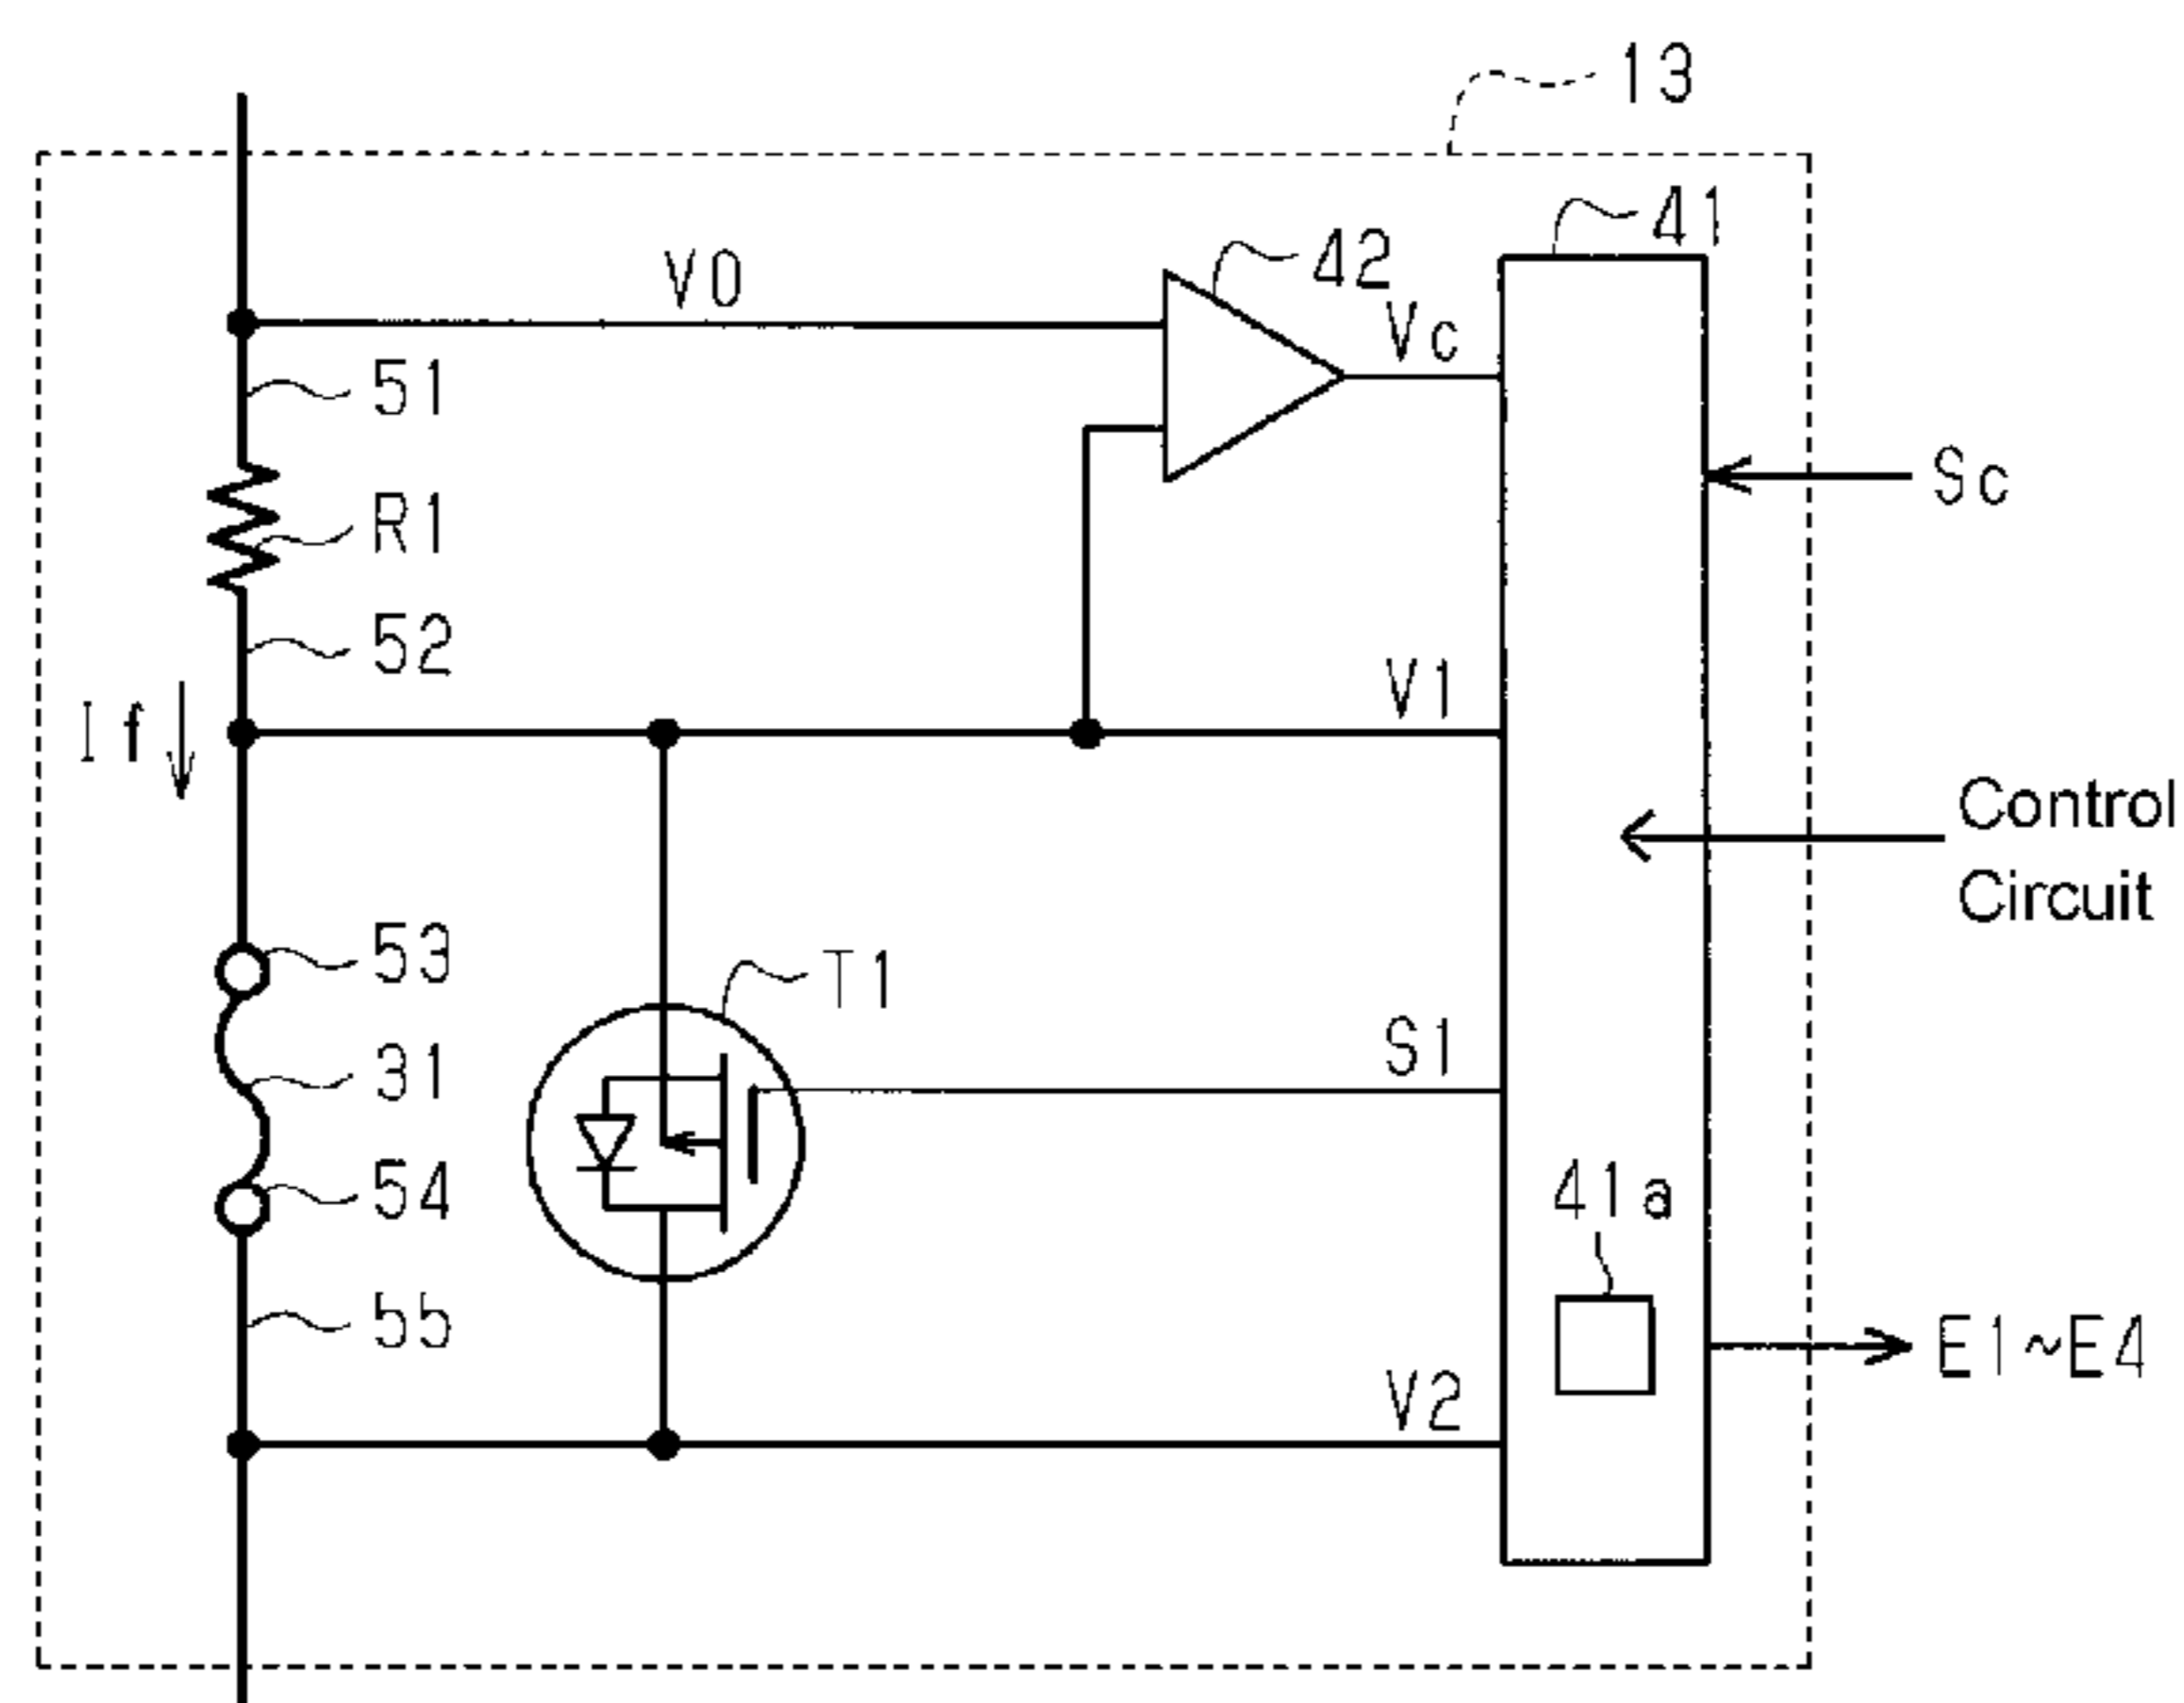 13
41
42
V0
Vc
51
Sc
R1
52
V1
If
Control
Circuit
53
T1
S1
31
41a
54
55
E1~E4
V2